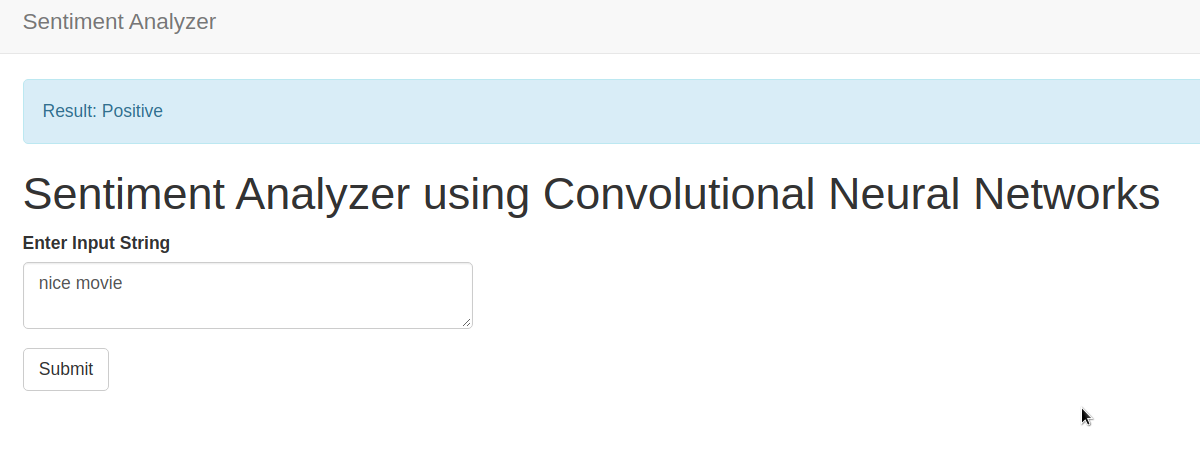 Sentiment Analyzer
Result: Positive
Sentiment Analyzer using Convolutional Neural Networks
Enter Input String
nice movie
Submit